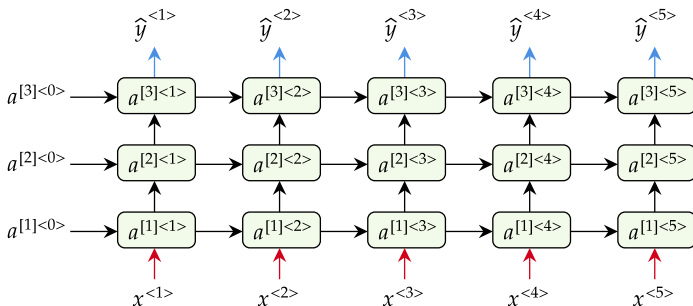 ŷ<1> ŷ<2> ŷ<3> ŷ<4> ŷ<5>
a[3]<0> a[3]<1> a[3]<2> a[3]<3> a[3]<4> a[3]<5>
a[2]<0> a[2]<1> a[2]<2> a[2]<3> a[2]<4> a[2]<5>
a[1]<0> a[1]<1> a[1]<2> a[1]<3> a[1]<4> a[1]<5>
x<1> x<2> x<3> x<4> x<5>